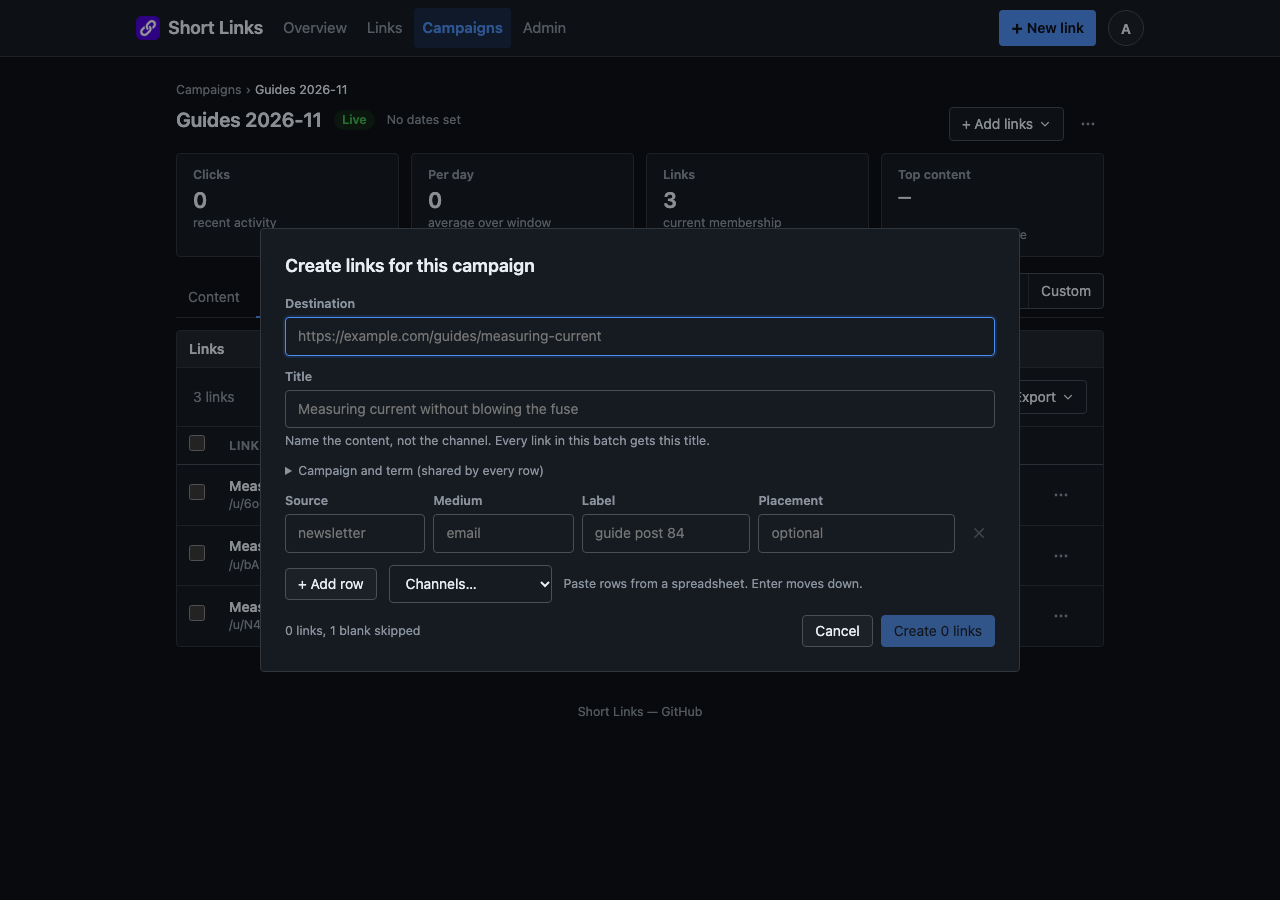 Short Links Overview Links Campaigns Admin + New link A
Campaigns › Guides 2026-11
Guides 2026-11 Live No dates set + Add links
Clicks Per day Links Top content
0 0 3 —
recent activity average over window current membership
Create links for this campaign
Destination
Content Custom
https://example.com/guides/measuring-current
Links
Title
3 links Export
Measuring current without blowing the fuse
Name the content, not the channel. Every link in this batch gets this title.
LINK
Campaign and term (shared by every row)
Source Medium Label Placement
newsletter email guide post 84 optional
+ Add row Channels... Paste rows from a spreadsheet. Enter moves down.
0 links, 1 blank skipped Cancel Create 0 links
Short Links — GitHub